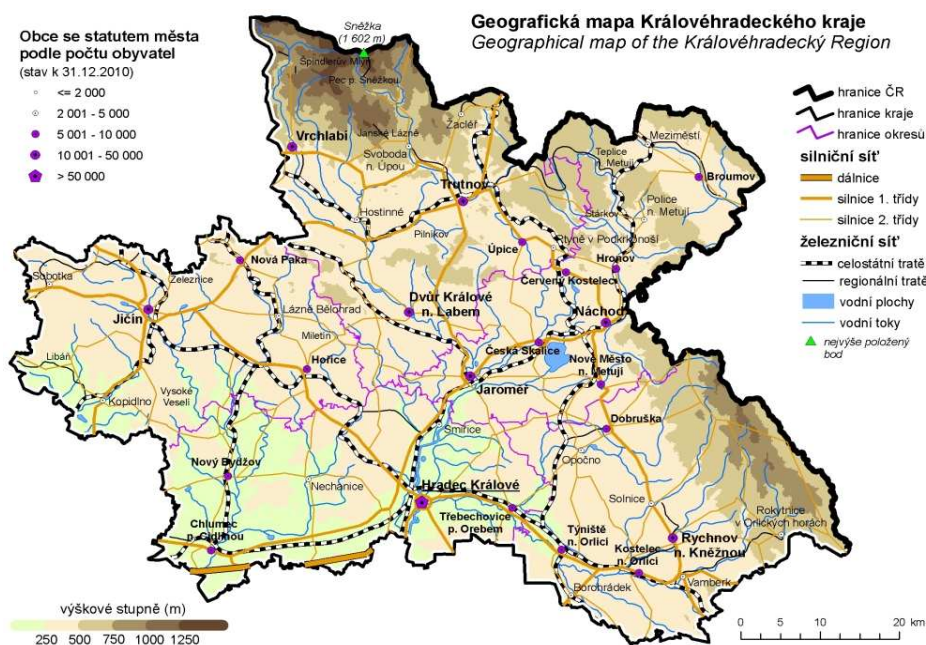 Geografická mapa Královéhradeckého kraje
Geographical map of the Královéhradecký Region
Obce se statutem města
podle počtu obyvatel
(stav k 31.12.2010)
<= 2 000
2 001 - 5 000
5 001 - 10 000
10 001 - 50 000
> 50 000
hranice ČR
hranice kraje
hranice okresů
silniční síť
dálnice
silnice 1. třídy
silnice 2. třídy
železniční síť
celostátní tratě
regionální tratě
vodní plochy
vodní toky
nejvýše položený
bod
Sněžka
(1 602 m)
Špindlerův Mlýn
Pec p. Sněžkou
Žacléř
Vrchlabí
Janské Lázně
Svoboda
n. Úpou
Meziměstí
Teplice
n. Metují
Broumov
Trutnov
Police
n. Metují
Hostinné
Stárkov
Pilníkov
Úpice
Rtyně v Podkrkonoší
Hronov
Nová Paka
Sobotka
Železnice
Červený Kostelec
Lázně Bělohrad
Dvůr Králové
n. Labem
Jičín
Náchod
Miletín
Česká Skalice
Libáň
Hořice
Nové Město
n. Metují
Jaroměř
Vysoké
Veselí
Kopidlno
Dobruška
Smiřice
Opočno
Nový Bydžov
Nechanice
Hradec Králové
Solnice
Rokytnice
v Orlických horách
Třebechovice
p. Orebem
Chlumec
n. Cidlinou
Týniště
n. Orlicí
Rychnov
n. Kněžnou
Kostelec
n. Orlicí
Vamberk
Borohrádek
výškové stupně (m)
250 500 750 1000 1250
0 5 10 20 km